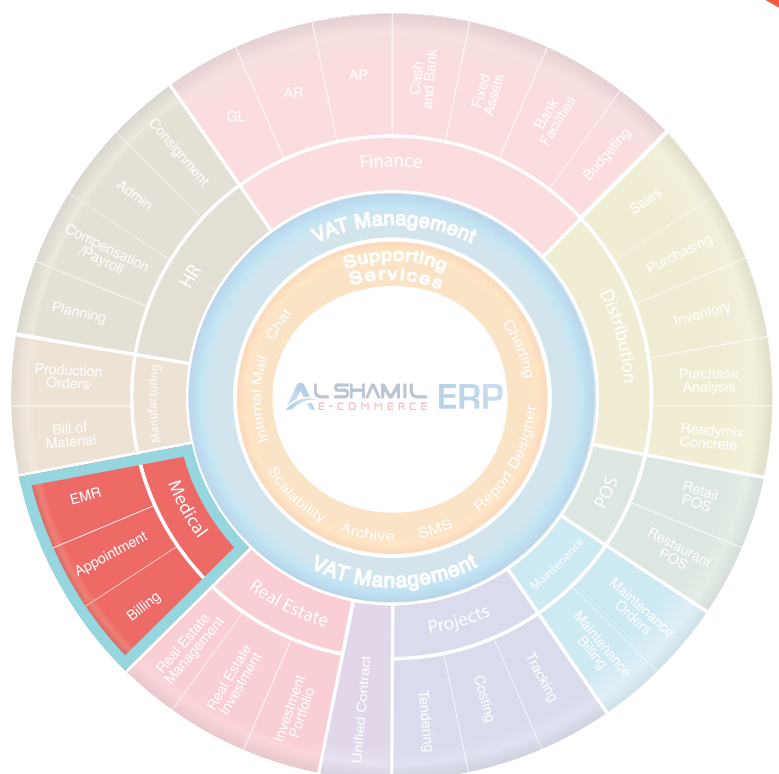 GL
AR
AP
Cash
and Bank
Fixed
Assets
Bank
Facilities
Budgeting
Finance
Sales
Purchasing
Inventory
Purchase
Analysis
Readymix
Concrete
Distribution
Retail
POS
Restaurant
POS
POS
Maintenance
Orders
Maintenance
Billing
Maintenance
Tracking
Costing
Tendering
Projects
Unified Contract
Investment
Portfolio
Real Estate
Investment
Real Estate
Management
Real Estate
Billing
Appointment
EMR
Medical
Bill of
Material
Production
Orders
Manufacturing
Planning
Compensation
/Payroll
Admin
Consignment
HR
VAT Management
VAT Management
Supporting
Services
Charting
Report Designer
SMS
Archive
Scalability
Internal Mail
Chat
AL SHAMIL ERP
E-COMMERCE